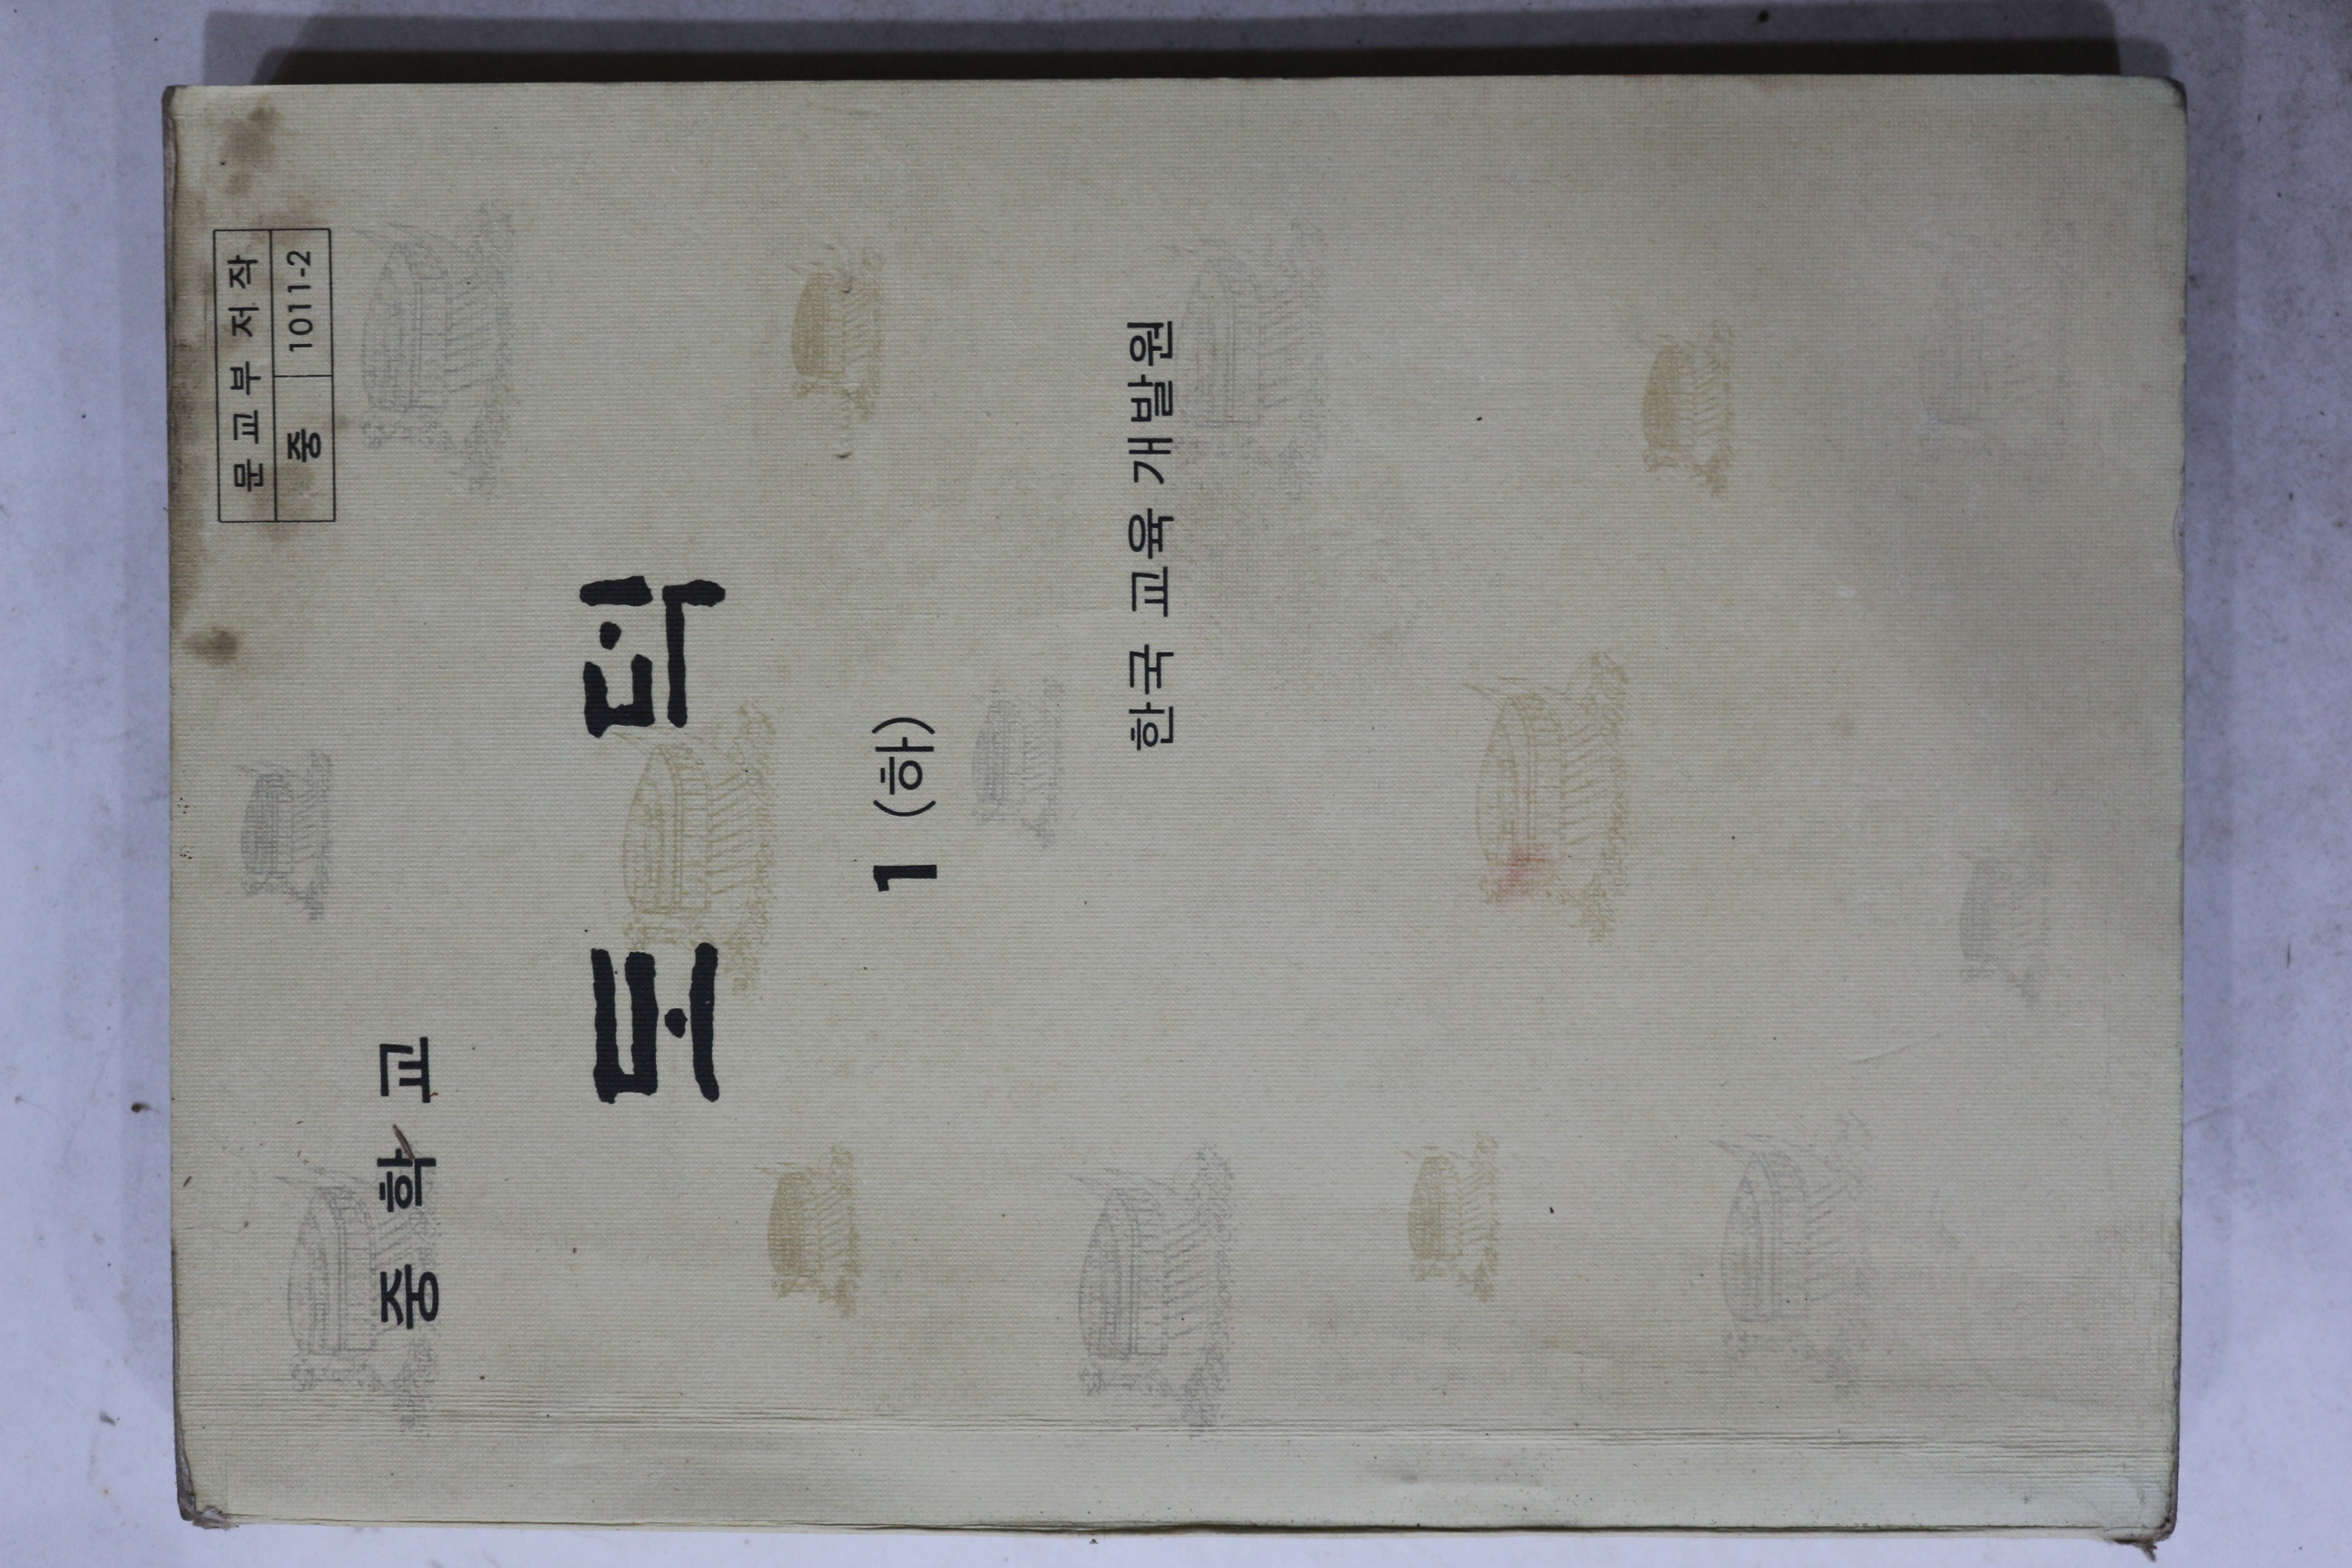 문교부 저작
중 1011-2
중학교
도덕
1 (하)
한국 교육 개발원